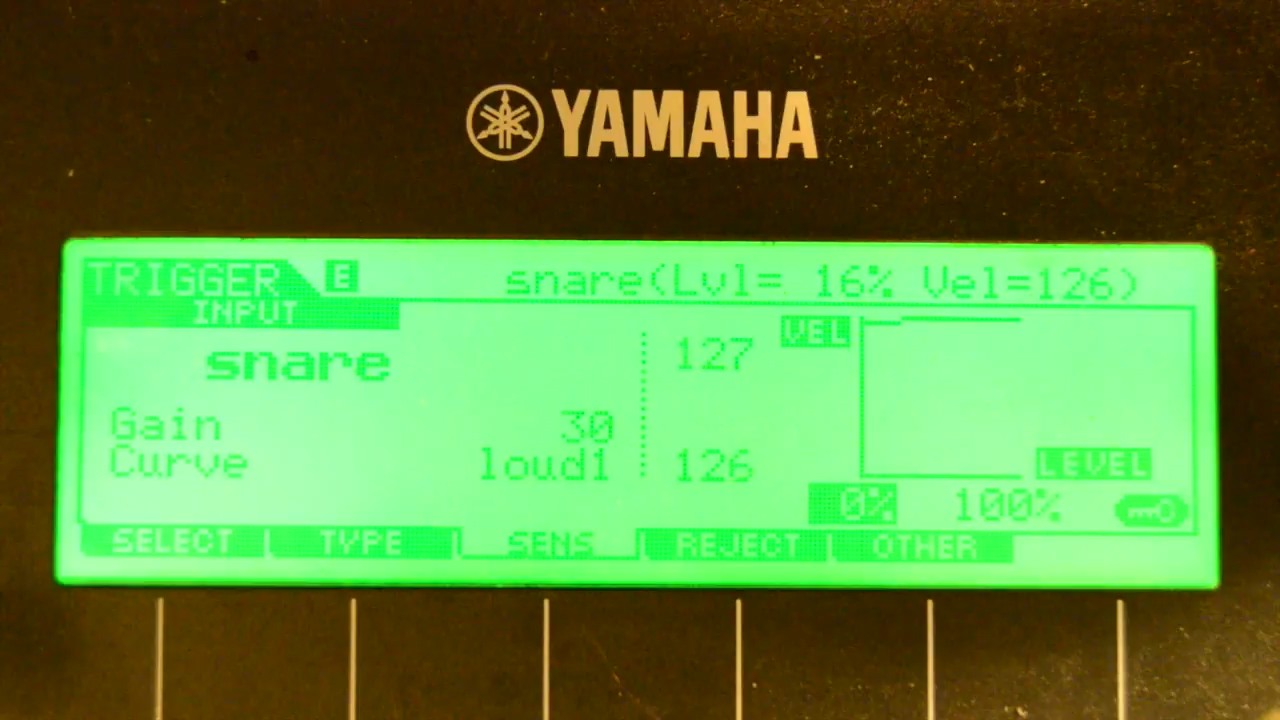 YAMAHA
TRIGGER E snare(Lvl= 16% Vel=126)
INPUT
snare 127 VEL
Gain 30
Curve loud1 126 LEVEL
0% 100%
SELECT TYPE SENS REJECT OTHER